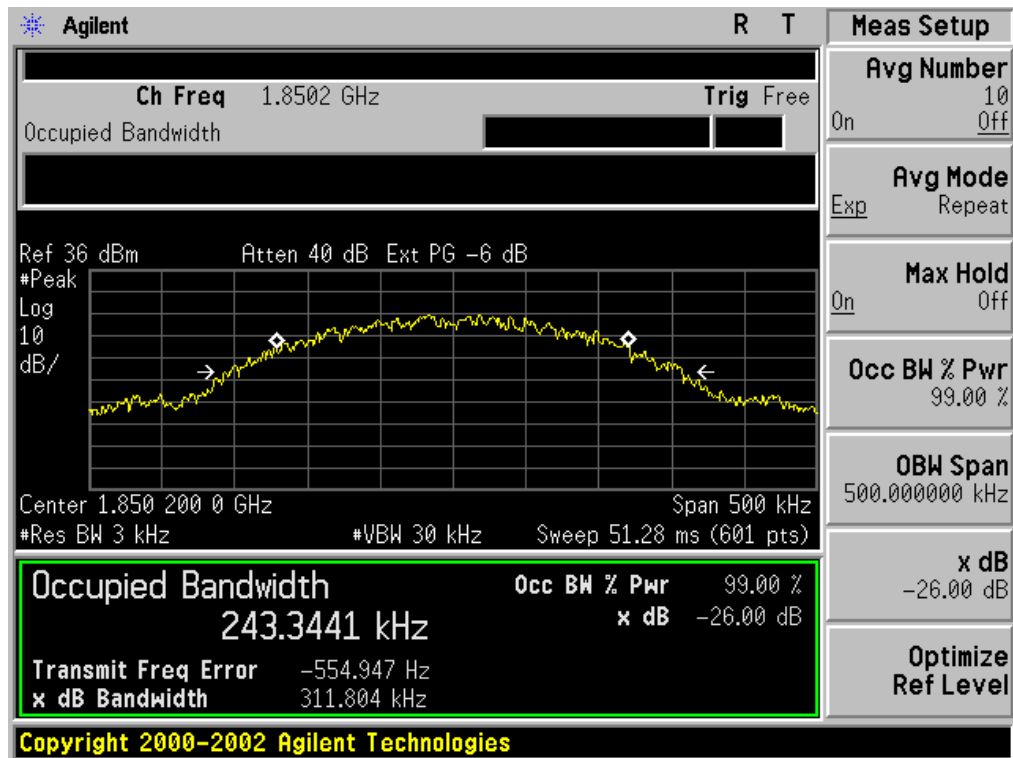 Agilent R T
Ch Freq 1.8502 GHz Trig Free
Occupied Bandwidth
Ref 36 dBm Atten 40 dB Ext PG -6 dB
#Peak
Log
10
dB/
Center 1.850 200 0 GHz Span 500 kHz
#Res BW 3 kHz #VBW 30 kHz Sweep 51.28 ms (601 pts)
Occupied Bandwidth Occ BW % Pwr 99.00 %
243.3441 kHz x dB -26.00 dB
Transmit Freq Error -554.947 Hz
x dB Bandwidth 311.804 kHz
Copyright 2000-2002 Agilent Technologies
Meas Setup
Avg Number
10
On Off
Avg Mode
Exp Repeat
Max Hold
On Off
Occ BW % Pwr
99.00 %
OBW Span
500.000000 kHz
x dB
-26.00 dB
Optimize
Ref Level